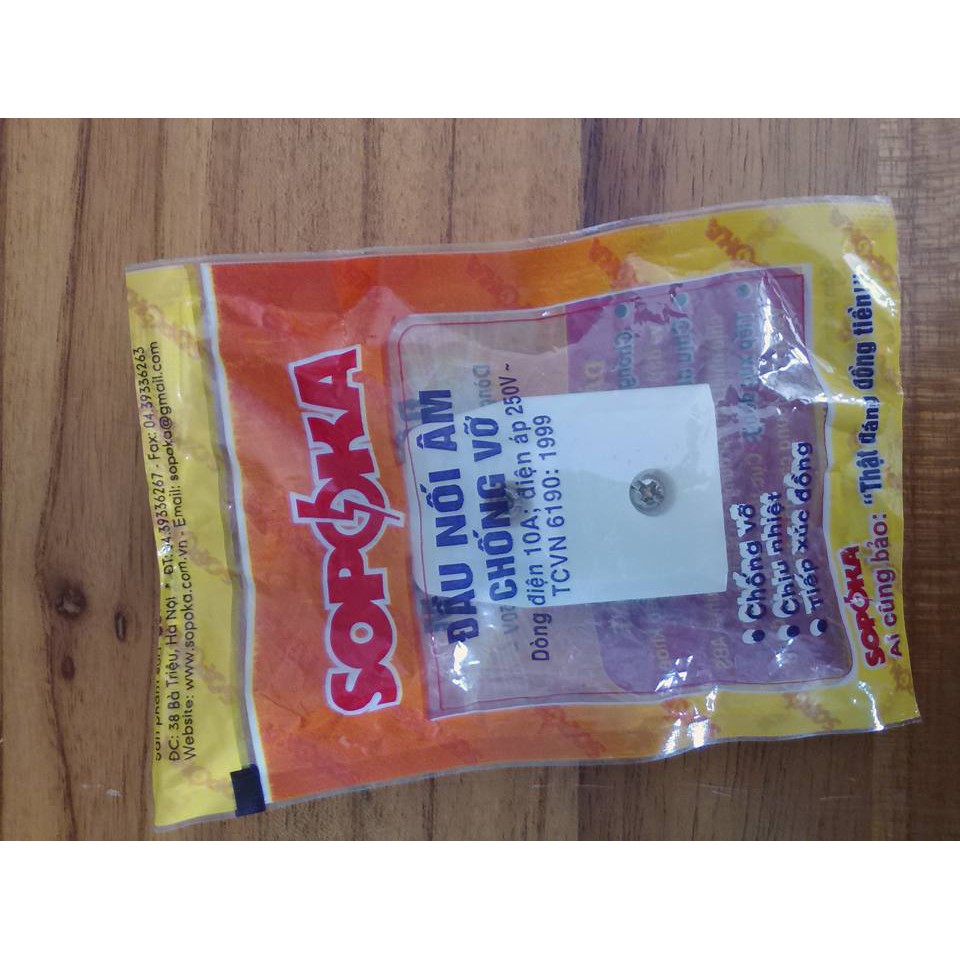 ĐC: 38 Bà Triệu, Hà Nội * ĐT: 04.39336267 - Fax: 04.39336263
Website: www.sopoka.com.vn - Email: sopoka@gmail.com
SOPOKA
ĐẦU NỐI ÂM
CHỐNG VỠ
Dòng điện 10A; điện áp 250V~
TCVN 6190: 1999
• Chống vỡ
• Chịu nhiệt
• Tiếp xúc đồng
SOPOKA
Ai cũng bảo: "Thật đáng đồng tiền!"